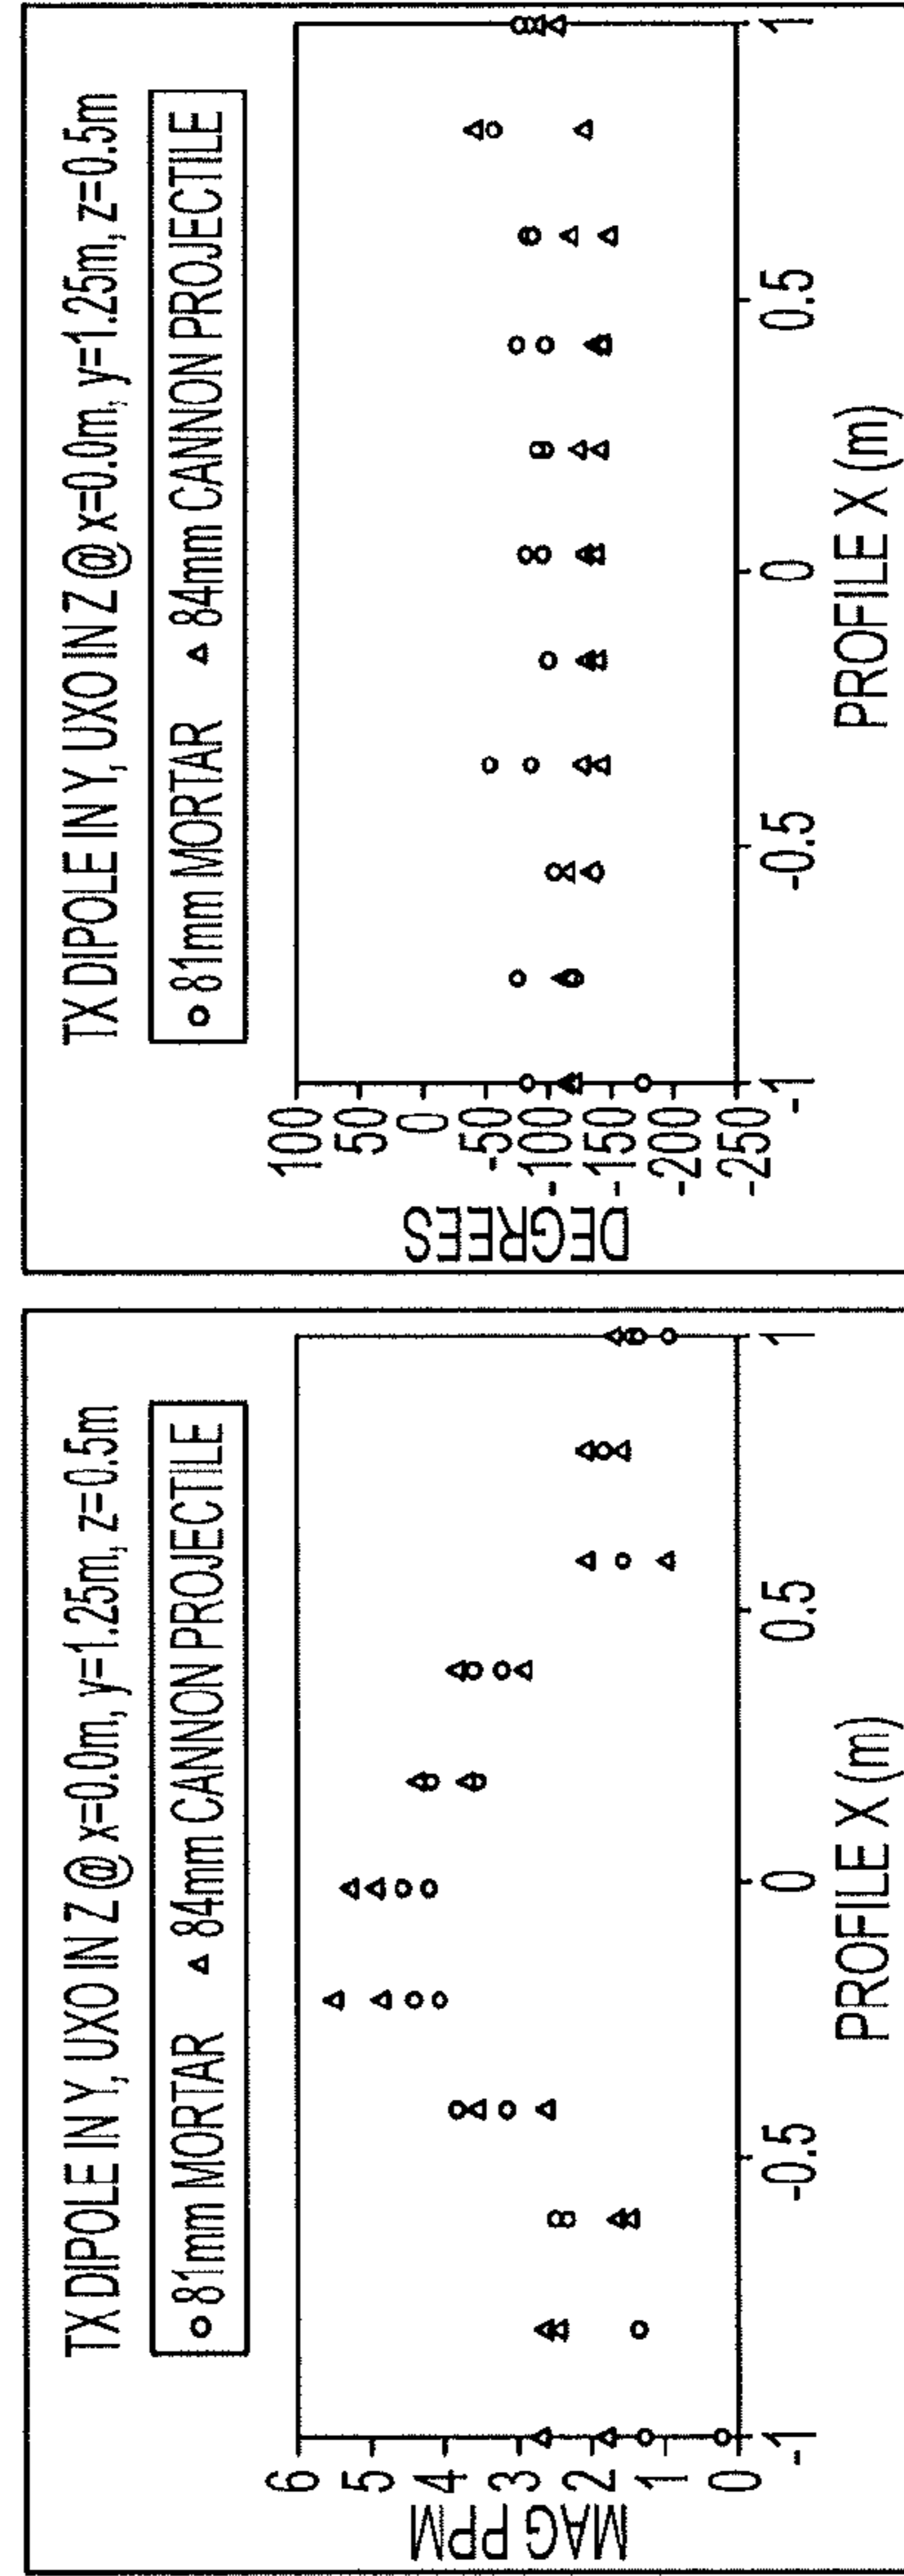 TX DIPOLE IN Y, UXO IN Z @ x=0.0m, y=1.25m, z=0.5m
81mm MORTAR 84mm CANNON PROJECTILE
6
5
4
3
2
1
0
MAG PPM
-1 -0.5 0 0.5 1
PROFILE X (m)
TX DIPOLE IN Y, UXO IN Z @ x=0.0m, y=1.25m, z=0.5m
81mm MORTAR 84mm CANNON PROJECTILE
100
50
0
-50
-100
-150
-200
-250
DEGREES
-1 -0.5 0 0.5 1
PROFILE X (m)